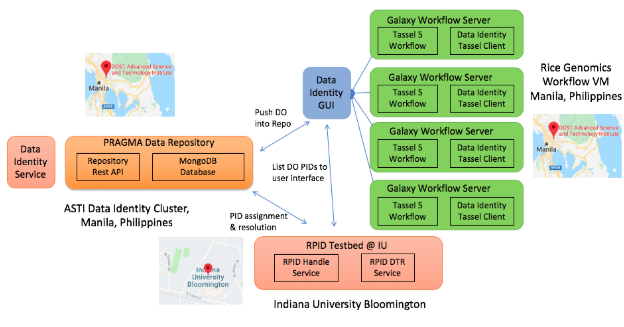 Galaxy Workflow Server
Tassel 5
Workflow
Data Identity
Tassel Client
Galaxy Workflow Server
Tassel 5
Workflow
Data Identity
Tassel Client
Galaxy Workflow Server
Tassel 5
Workflow
Data Identity
Tassel Client
Galaxy Workflow Server
Tassel 5
Workflow
Data Identity
Tassel Client
Rice Genomics
Workflow VM
Manila, Philippines
DOST Advanced Science
and Technology Institute
Manila
DOST Advanced Science
and Technology Institute
Manila
Data
Identity
GUI
Push DO
into Repo
List DO PIDs to
user interface
Data
Identity
Service
PRAGMA Data Repository
Repository
Rest API
MongoDB
Database
ASTI Data Identity Cluster,
Manila, Philippines
PID assignment
& resolution
RPID Testbed @ IU
RPID Handle
Service
RPID DTR
Service
Indiana
University
Bloomington
Indiana University Bloomington